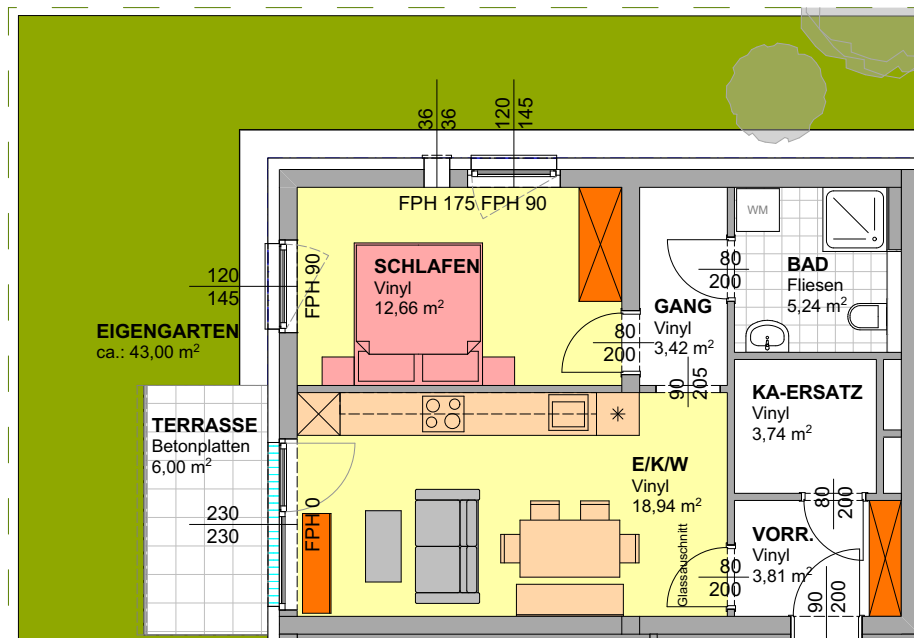 36
36
120
145
FPH 175
FPH 90
WM
SCHLAFEN
Vinyl
12,66 m²
120
145
FPH 90
EIGENGARTEN
ca.: 43,00 m²
80
200
GANG
Vinyl
3,42 m²
80
200
BAD
Fliesen
5,24 m²
90
205
KA-ERSATZ
Vinyl
3,74 m²
TERRASSE
Betonplatten
6,00 m²
230
230
FPH 0
E/K/W
Vinyl
18,94 m²
Glassauschnitt
80
200
80
200
VORR.
Vinyl
3,81 m²
90
200